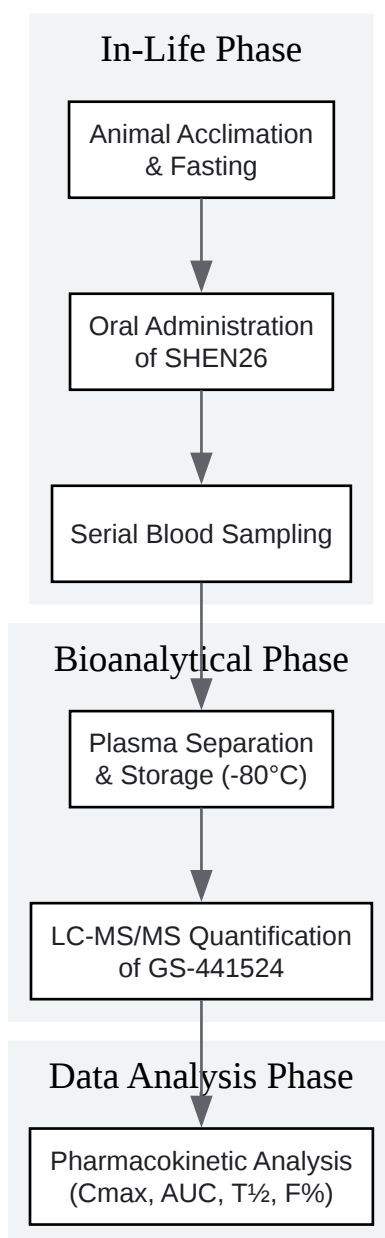 In-Life Phase
Animal Acclimation
& Fasting
Oral Administration
of SHEN26
Serial Blood Sampling
Bioanalytical Phase
Plasma Separation
& Storage (-80°C)
LC-MS/MS Quantification
of GS-441524
Data Analysis Phase
Pharmacokinetic Analysis
(Cmax, AUC, T½, F%)